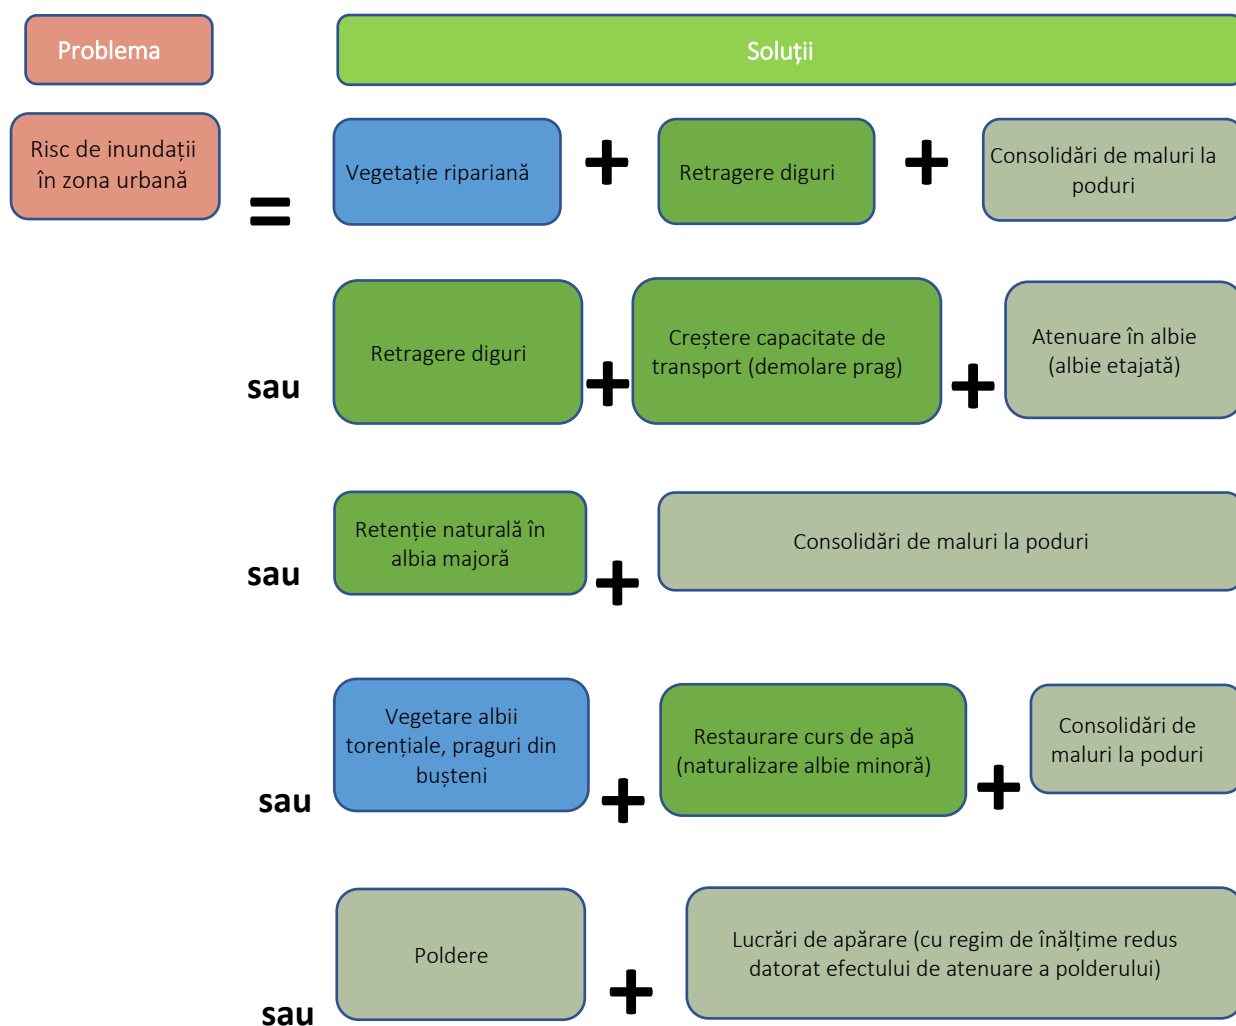 Problema
Soluții
Risc de inundații
în zona urbană
=
Vegetație ripariană
+
Retragere diguri
+
Consolidări de maluri la
poduri
sau
Retragere diguri
+
Creștere capacitate de
transport (demolare prag)
+
Atenuare în albie
(albie etajată)
sau
Retenție naturală în
albia majoră
+
Consolidări de maluri la poduri
sau
Vegetare albii
torențiale, praguri din
bușteni
+
Restaurare curs de apă
(naturalizare albie minoră)
+
Consolidări de
maluri la poduri
sau
Poldere
+
Lucrări de apărare (cu regim de înălțime redus
datorat efectului de atenuare a polderului)